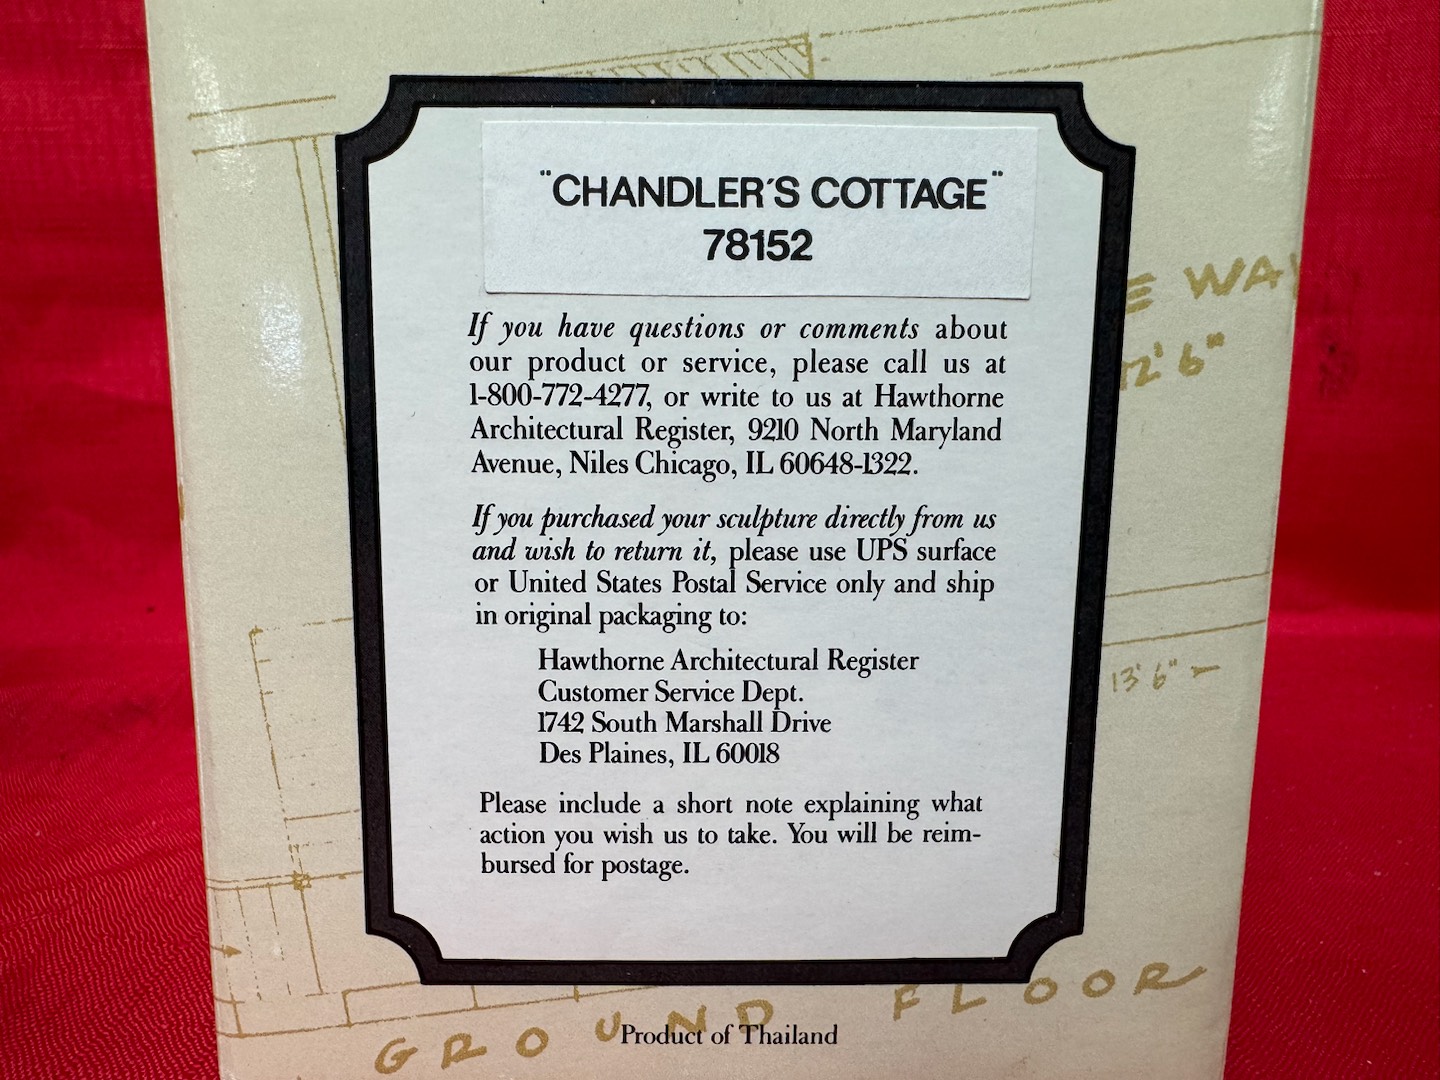 "CHANDLER'S COTTAGE"
78152
If you have questions or comments about
our product or service, please call us at
1-800-772-4277, or write to us at Hawthorne
Architectural Register, 9210 North Maryland
Avenue, Niles Chicago, IL 60648-1322.
If you purchased your sculpture directly from us
and wish to return it, please use UPS surface
or United States Postal Service only and ship
in original packaging to:
Hawthorne Architectural Register
Customer Service Dept.
1742 South Marshall Drive
Des Plaines, IL 60018
Please include a short note explaining what
action you wish us to take. You will be reim-
bursed for postage.
13' 6"
GROUND FLOOR
Product of Thailand